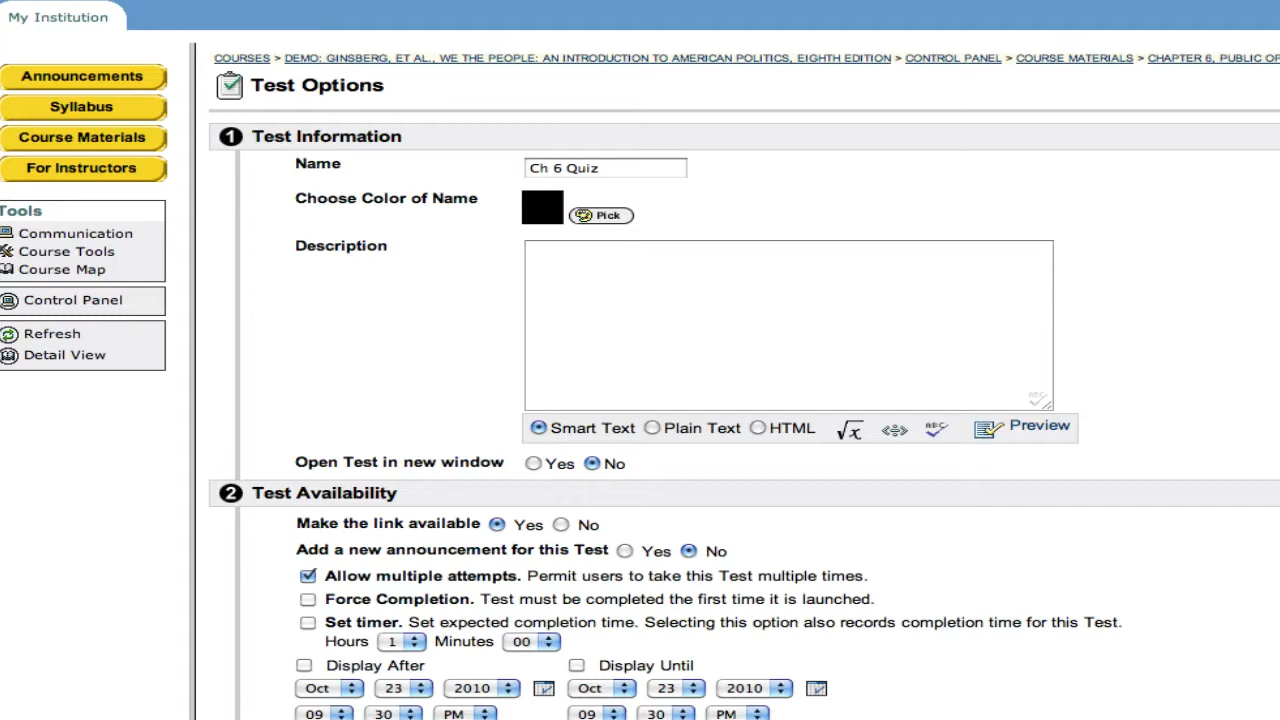 My Institution
COURSES > DEMO: GINSBERG, ET AL., WE THE PEOPLE: AN INTRODUCTION TO AMERICAN POLITICS, EIGHTH EDITION > CONTROL PANEL > COURSE MATERIALS > CHAPTER 6, PUBLIC OP
Announcements
Syllabus
Course Materials
For Instructors
Tools
Communication
Course Tools
Course Map
Control Panel
Refresh
Detail View
Test Options
1 Test Information
Name Ch 6 Quiz
Choose Color of Name Pick
Description
ABC
Smart Text Plain Text HTML √x ABC Preview
Open Test in new window Yes No
2 Test Availability
Make the link available Yes No
Add a new announcement for this Test Yes No
Allow multiple attempts. Permit users to take this Test multiple times.
Force Completion. Test must be completed the first time it is launched.
Set timer. Set expected completion time. Selecting this option also records completion time for this Test.
Hours 1 Minutes 00
Display After Display Until
Oct 23 2010 Oct 23 2010
09 30 PM 09 30 PM